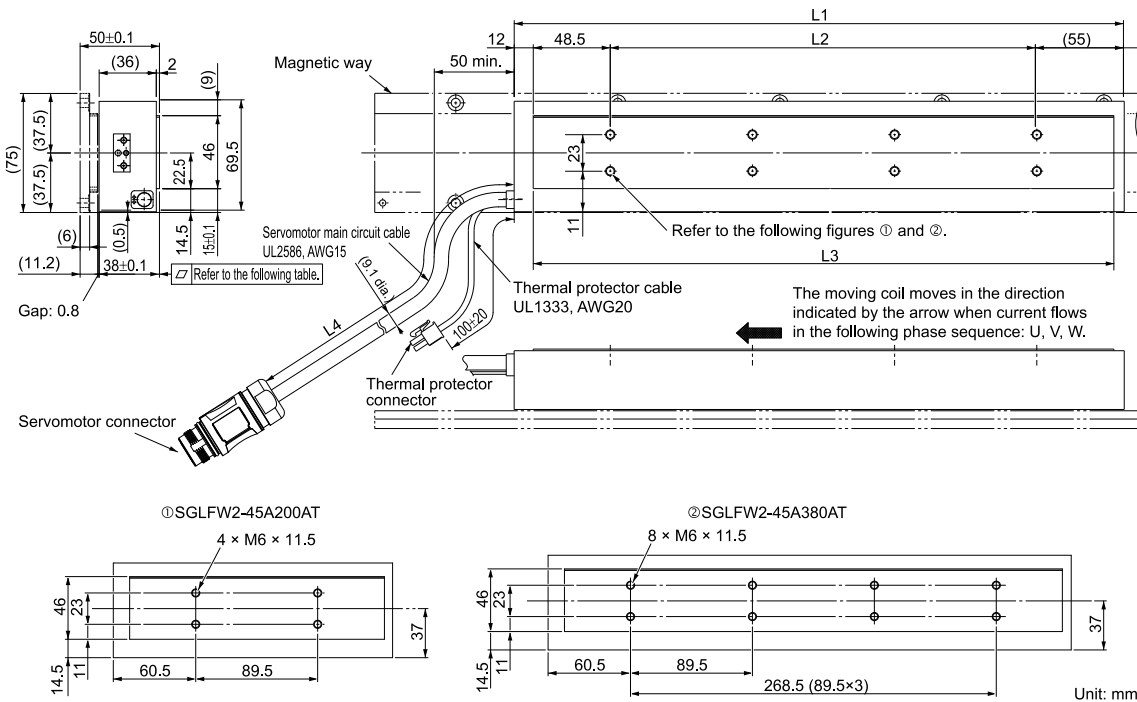 L1
12
48.5
L2
(55)
50±0.1
(36)
2
(9)
50 min.
Magnetic way
(75)
(37.5)
(37.5)
22.5
46
69.5
23
11
(6)
(0.5)
14.5
15±0.1
(11.2)
38±0.1
Refer to the following table.
Gap: 0.8
Servomotor main circuit cable
UL2586, AWG15
(9.1 dia.)
L4
100±20
Refer to the following figures ① and ②.
L3
Thermal protector cable
UL1333, AWG20
The moving coil moves in the direction
indicated by the arrow when current flows
in the following phase sequence: U, V, W.
Thermal protector
connector
Servomotor connector
①SGLFW2-45A200AT
4 × M6 × 11.5
46
23
14.5
11
37
60.5
89.5
②SGLFW2-45A380AT
8 × M6 × 11.5
46
23
14.5
11
37
60.5
89.5
268.5 (89.5×3)
Unit: mm